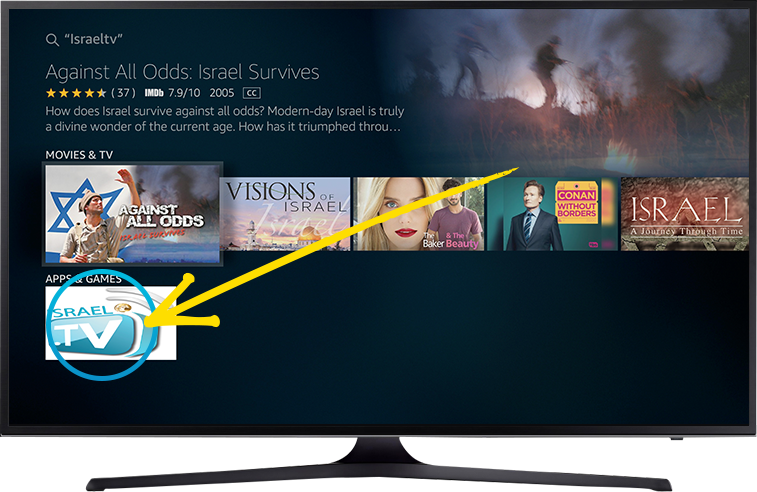 "Israeltv"
Against All Odds: Israel Survives
(37) IMDb 7.9/10 2005 CC
How does Israel survive against all odds? Modern-day Israel is truly
a divine wonder of the current age. How has it triumphed throu...
MOVIES & TV
AGAINST
ALL ODDS
ISRAEL SURVIVES
VISIONS OF
ISRAEL
The Baker & The Beauty
CONAN
WITHOUT
BORDERS
ISRAEL
A Journey Through Time
APPS & GAMES
ISRAEL
TV